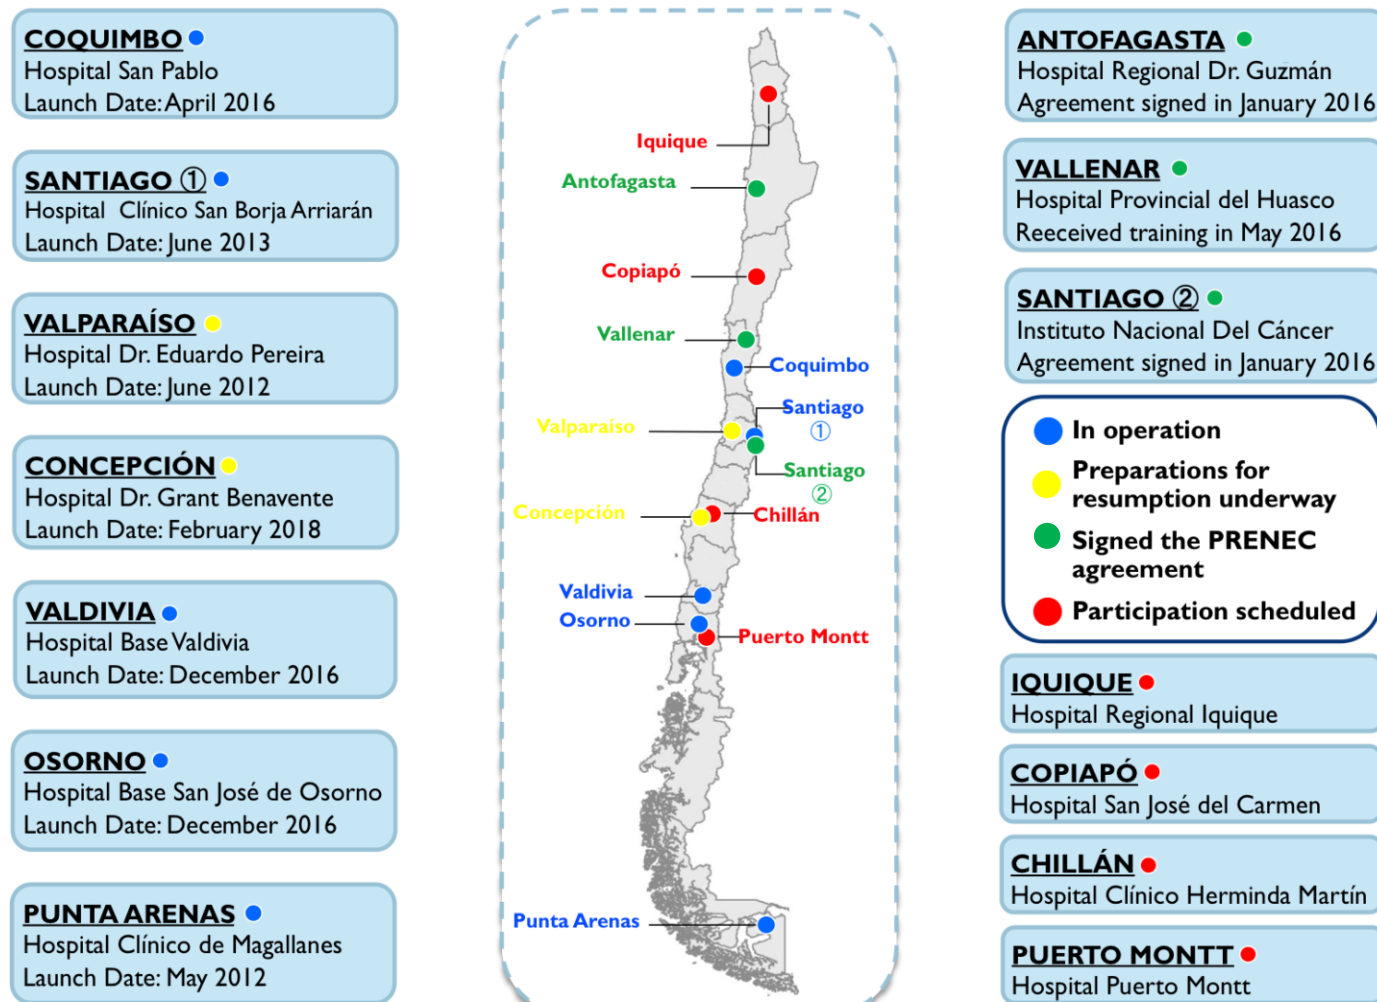 COQUIMBO
Hospital San Pablo
Launch Date: April 2016
SANTIAGO ①
Hospital Clínico San Borja Arriarán
Launch Date: June 2013
VALPARAÍSO
Hospital Dr. Eduardo Pereira
Launch Date: June 2012
CONCEPCIÓN
Hospital Dr. Grant Benavente
Launch Date: February 2018
VALDIVIA
Hospital Base Valdivia
Launch Date: December 2016
OSORNO
Hospital Base San José de Osorno
Launch Date: December 2016
PUNTA ARENAS
Hospital Clínico de Magallanes
Launch Date: May 2012
Iquique
Antofagasta
Copiapó
Vallenar
Coquimbo
Santiago
①
Valparaíso
Santiago
②
Concepción
Chillán
Valdivia
Osorno
Puerto Montt
Punta Arenas
ANTOFAGASTA
Hospital Regional Dr. Guzmán
Agreement signed in January 2016
VALLENAR
Hospital Provincial del Huasco
Reeceived training in May 2016
SANTIAGO ②
Instituto Nacional Del Cáncer
Agreement signed in January 2016
In operation
Preparations for
resumption underway
Signed the PRENEC
agreement
Participation scheduled
IQUIQUE
Hospital Regional Iquique
COPIAPÓ
Hospital San José del Carmen
CHILLÁN
Hospital Clínico Herminda Martín
PUERTO MONTT
Hospital Puerto Montt